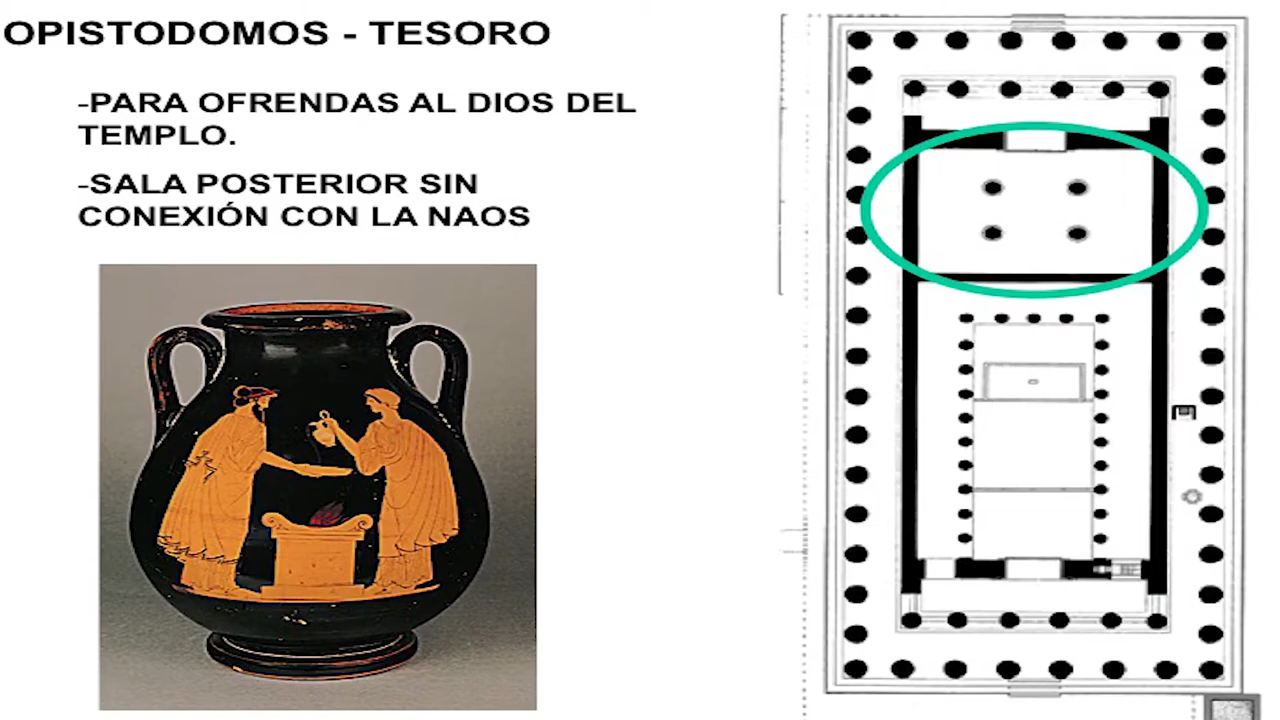 OPISTODOMOS - TESORO
-PARA OFRENDAS AL DIOS DEL
TEMPLO.
-SALA POSTERIOR SIN
CONEXIÓN CON LA NAOS